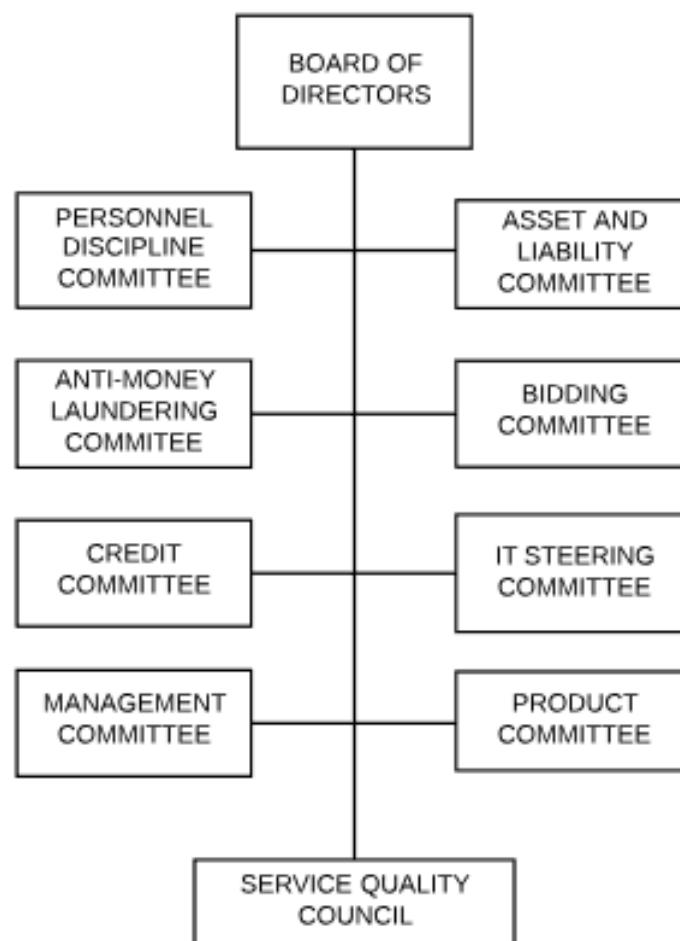 BOARD OF
DIRECTORS
PERSONNEL
DISCIPLINE
COMMITTEE
ASSET AND
LIABILITY
COMMITTEE
ANTI-MONEY
LAUNDERING
COMMITEE
BIDDING
COMMITTEE
CREDIT
COMMITTEE
IT STEERING
COMMITTEE
MANAGEMENT
COMMITTEE
PRODUCT
COMMITTEE
SERVICE QUALITY
COUNCIL